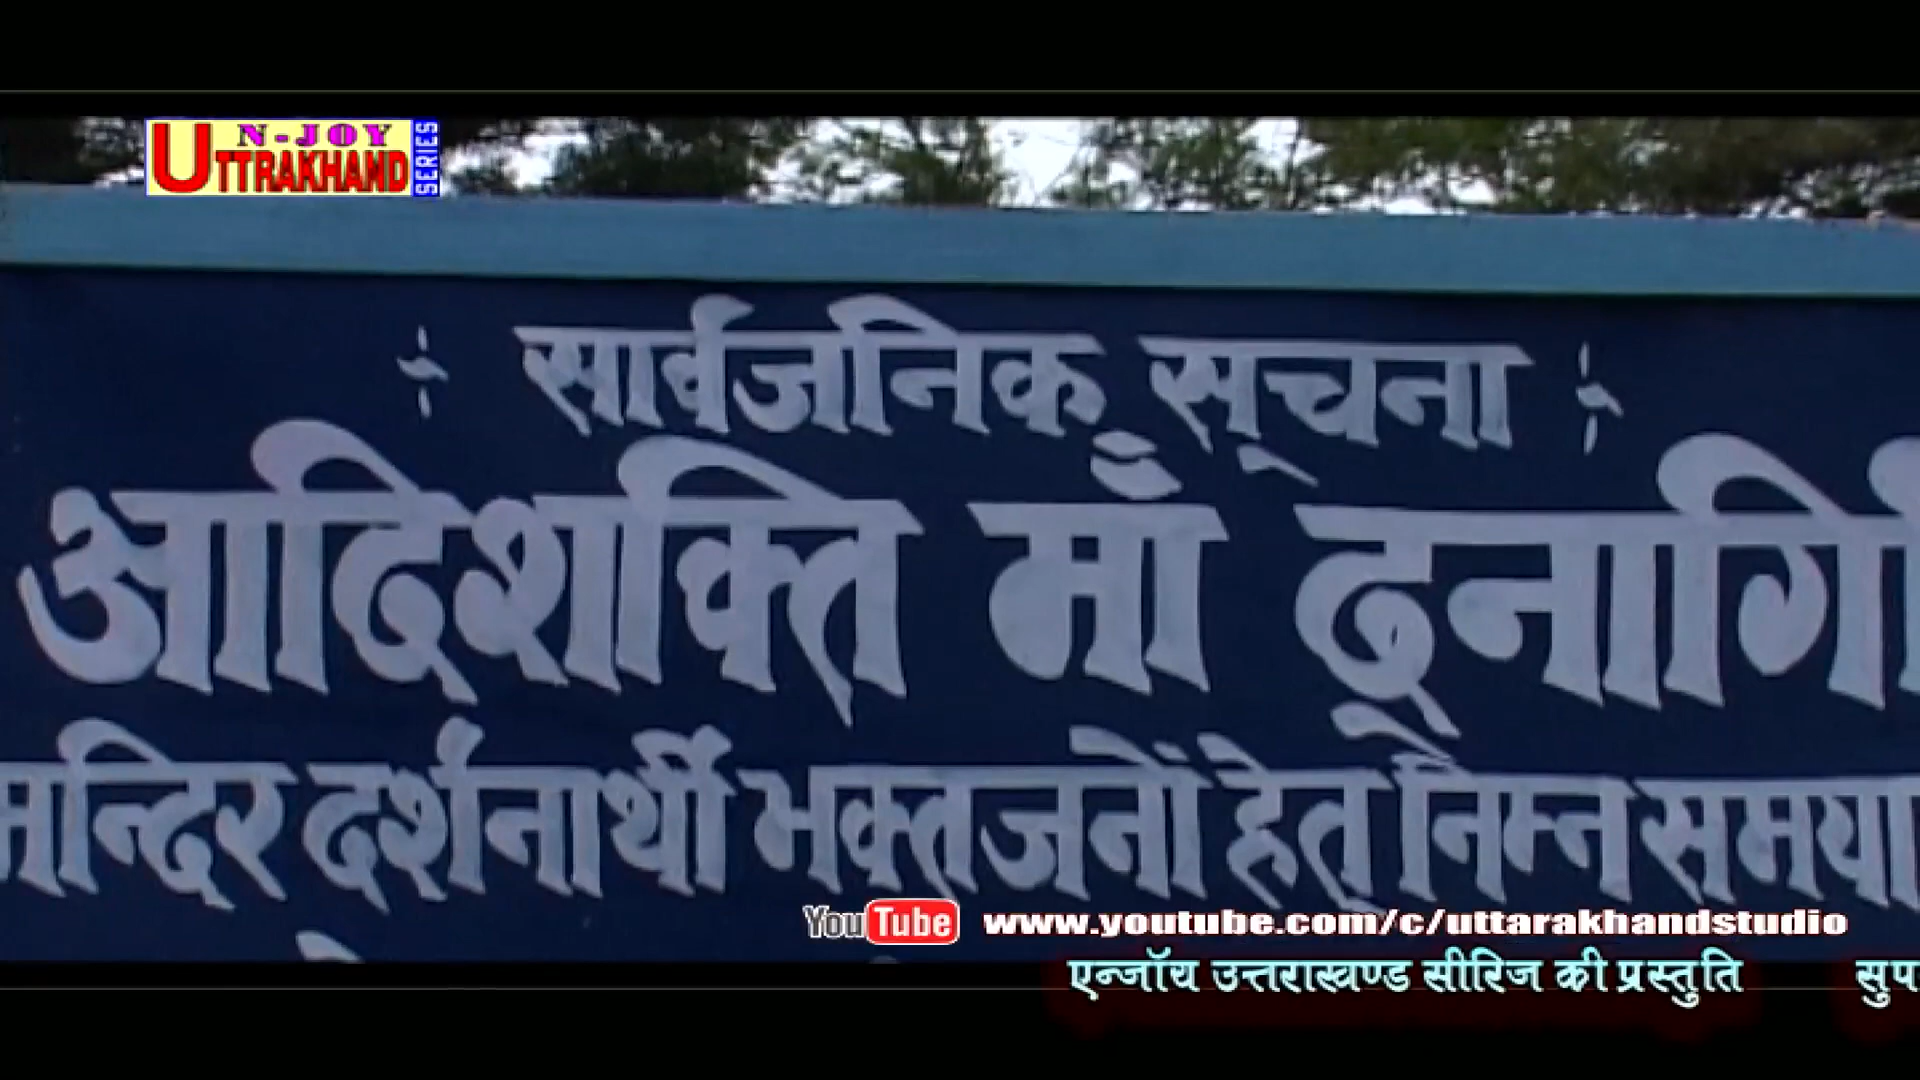 N-JOY
UTTRAKHAND SERIES
सार्वजनिक सूचना
आदिशक्ति माँ दूनागि
मन्दिर दर्शनार्थी भक्तजनों हेतु निम्न समया
YouTube www.youtube.com/c/uttarakhandstudio
एन्जॉय उत्तराखण्ड सीरिज की प्रस्तुति सुप